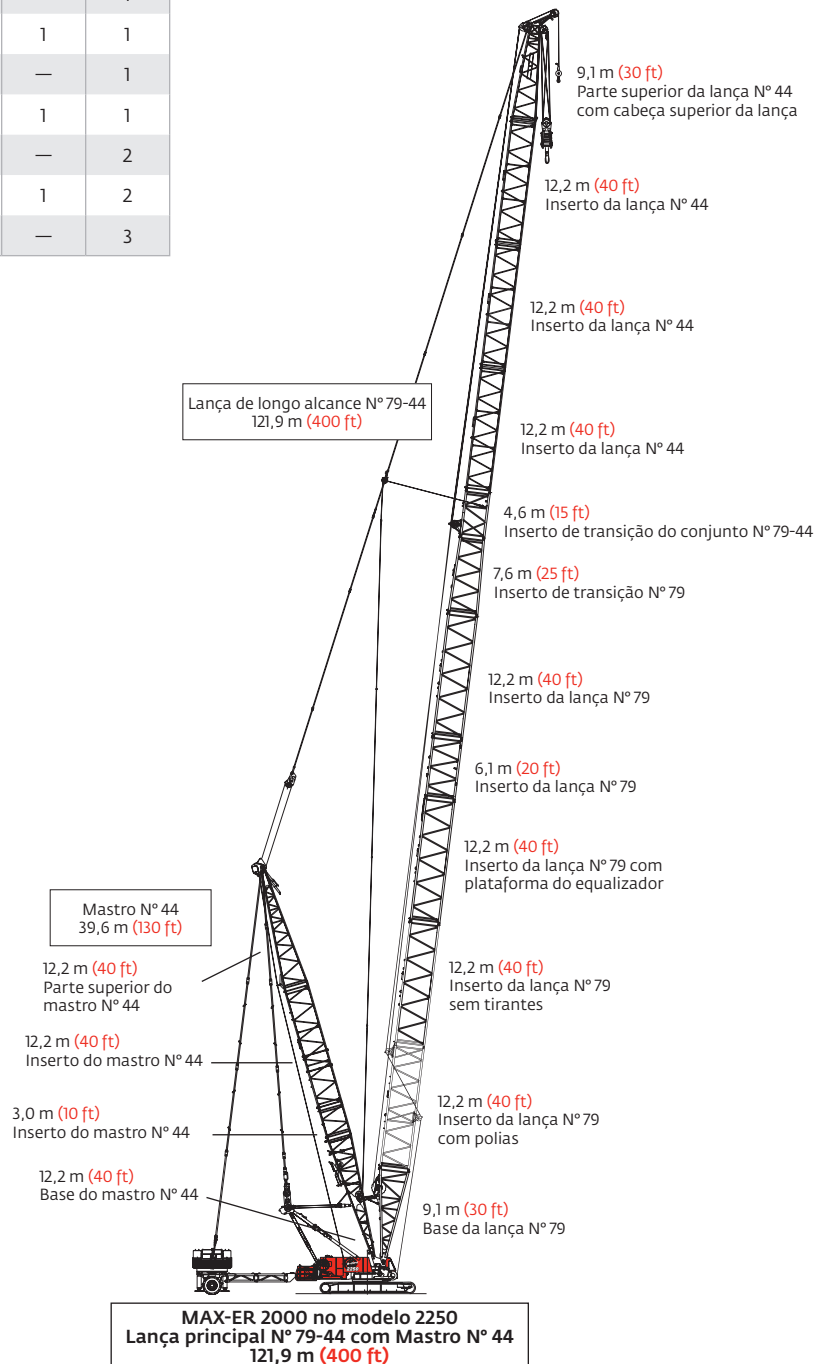 1 1
— 1
1 1
— 2
1 2
— 3
9,1 m (30 ft)
Parte superior da lança Nº 44
com cabeça superior da lança
12,2 m (40 ft)
Inserto da lança Nº 44
12,2 m (40 ft)
Inserto da lança Nº 44
Lança de longo alcance Nº 79-44
121,9 m (400 ft)
12,2 m (40 ft)
Inserto da lança Nº 44
4,6 m (15 ft)
Inserto de transição do conjunto Nº 79-44
7,6 m (25 ft)
Inserto de transição Nº 79
12,2 m (40 ft)
Inserto da lança Nº 79
6,1 m (20 ft)
Inserto da lança Nº 79
12,2 m (40 ft)
Inserto da lança Nº 79 com
plataforma do equalizador
Mastro Nº 44
39,6 m (130 ft)
12,2 m (40 ft)
Parte superior do
mastro Nº 44
12,2 m (40 ft)
Inserto da lança Nº 79
sem tirantes
12,2 m (40 ft)
Inserto do mastro Nº 44
3,0 m (10 ft)
Inserto do mastro Nº 44
12,2 m (40 ft)
Inserto da lança Nº 79
com polias
12,2 m (40 ft)
Base do mastro Nº 44
9,1 m (30 ft)
Base da lança Nº 79
2250
MAX-ER 2000 no modelo 2250
Lança principal Nº 79-44 com Mastro Nº 44
121,9 m (400 ft)